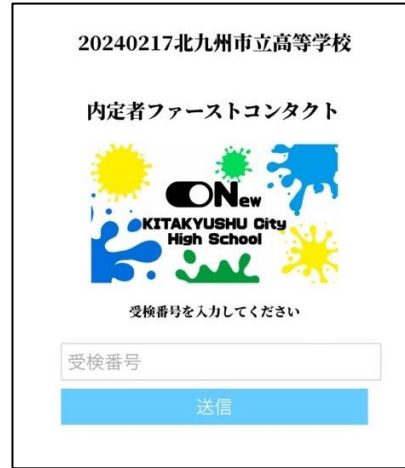 20240217北九州市立高等学校
内定者ファーストコンタクト
ONew
KITAKYUSHU City
High School
受検番号を入力してください
受検番号
送信